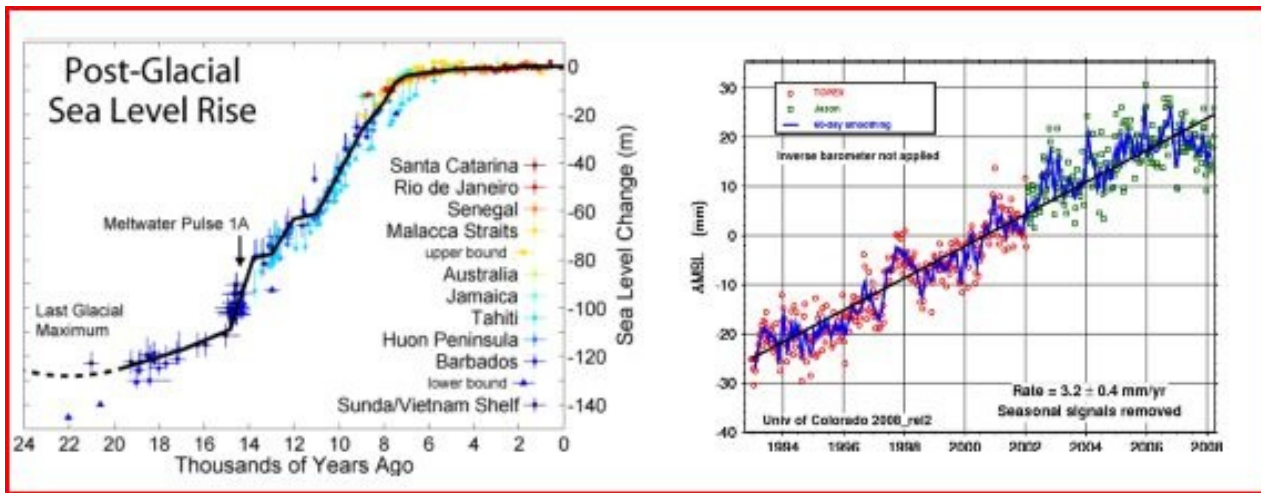 Post-Glacial
Sea Level Rise
Meltwater Pulse 1A
Last Glacial
Maximum
Santa Catarina
Rio de Janeiro
Senegal
Malacca Straits
upper bound
Australia
Jamaica
Tahiti
Huon Peninsula
Barbados
lower bound
Sunda/Vietnam Shelf
0
-20
-40
-60
-80
-100
-120
-140
Sea Level Change (m)
24 22 20 18 16 14 12 10 8 6 4 2 0
Thousands of Years Ago
30
20
10
0
-10
-20
-30
-40
ΔMSL (mm)
TOPEX
Jason
60-day smoothing
Inverse barometer not applied
Rate = 3.2 ± 0.4 mm/yr
Seasonal signals removed
Univ of Colorado 2008_rel2
1994 1996 1998 2000 2002 2004 2006 2008